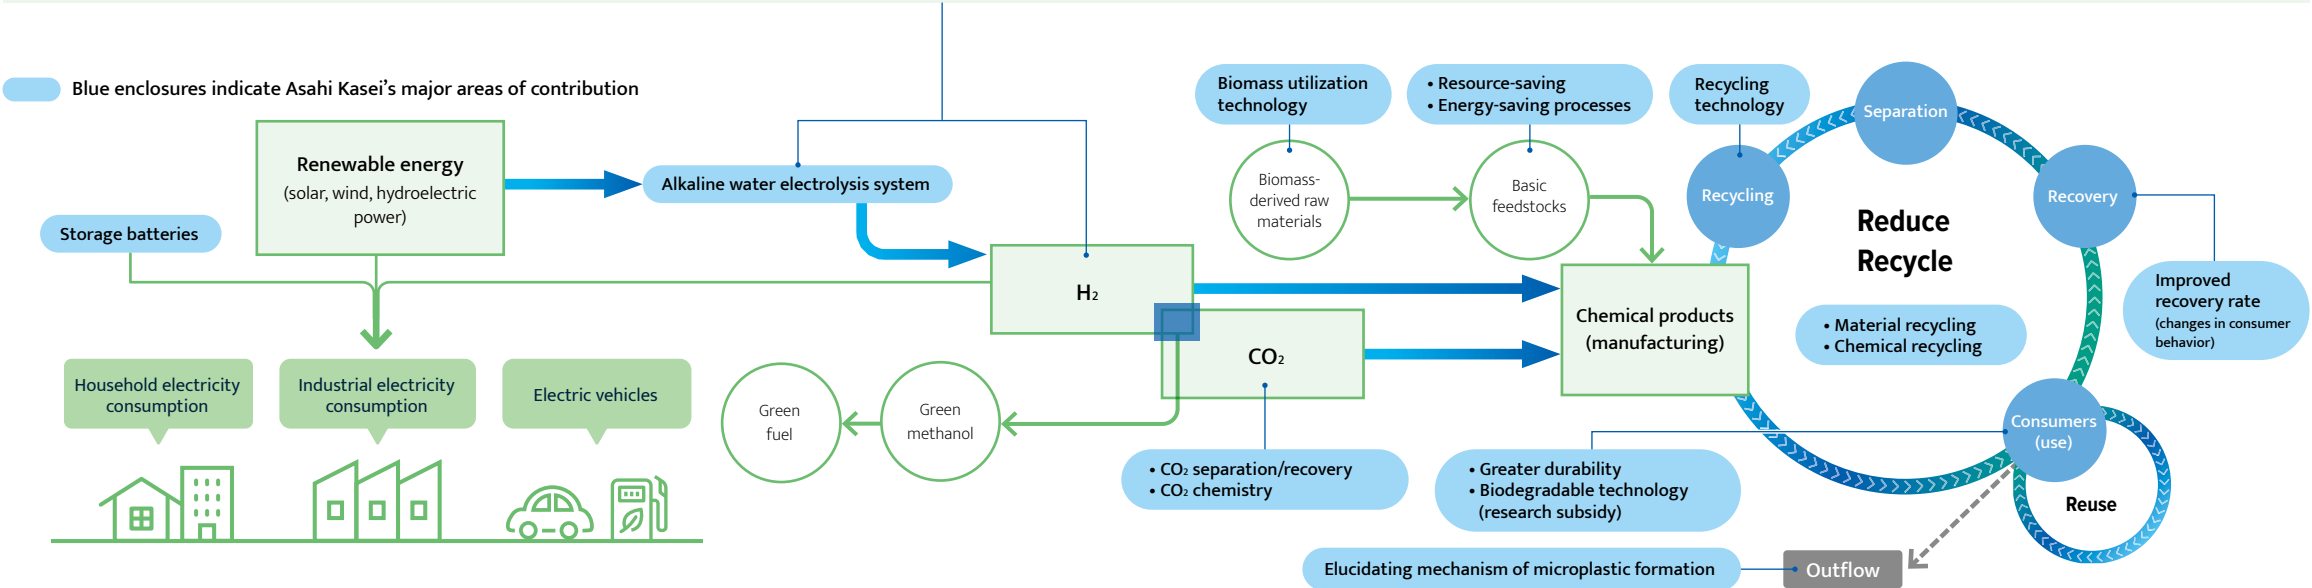 Blue enclosures indicate Asahi Kasei's major areas of contribution
Renewable energy
(solar, wind, hydroelectric
power)
Storage batteries
Alkaline water electrolysis system
Household electricity
consumption
Industrial electricity
consumption
Electric vehicles
H₂
CO₂
Green
fuel
Green
methanol
• CO₂ separation/recovery
• CO₂ chemistry
Biomass utilization
technology
• Resource-saving
• Energy-saving processes
Recycling
technology
Biomass-
derived raw
materials
Basic
feedstocks
Chemical products
(manufacturing)
Separation
Recycling
Recovery
Reduce
Recycle
• Material recycling
• Chemical recycling
Improved
recovery rate
(changes in consumer
behavior)
Consumers
(use)
Reuse
• Greater durability
• Biodegradable technology
(research subsidy)
Elucidating mechanism of microplastic formation
Outflow